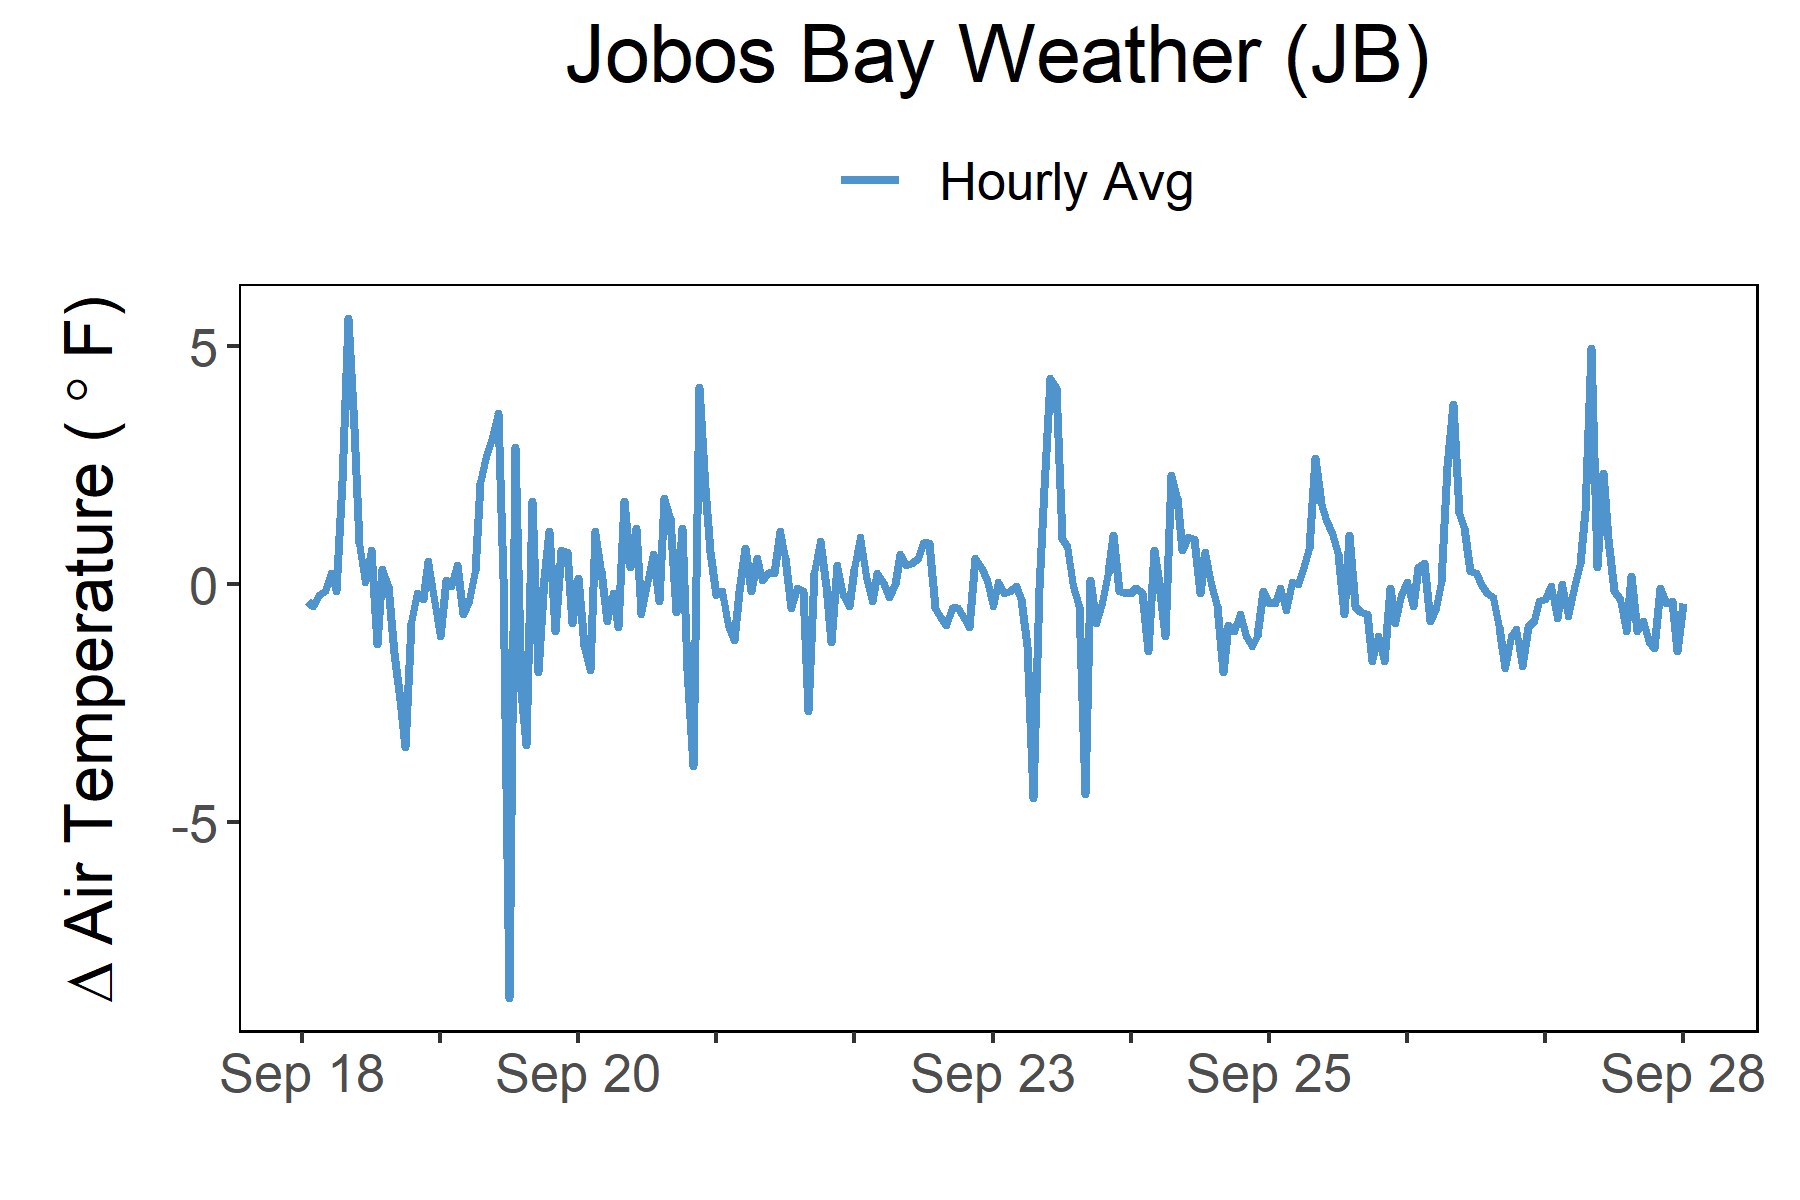 Jobos Bay Weather (JB)
Hourly Avg
Δ Air Temperature ( ° F)
5
0
-5
Sep 18 Sep 20 Sep 23 Sep 25 Sep 28